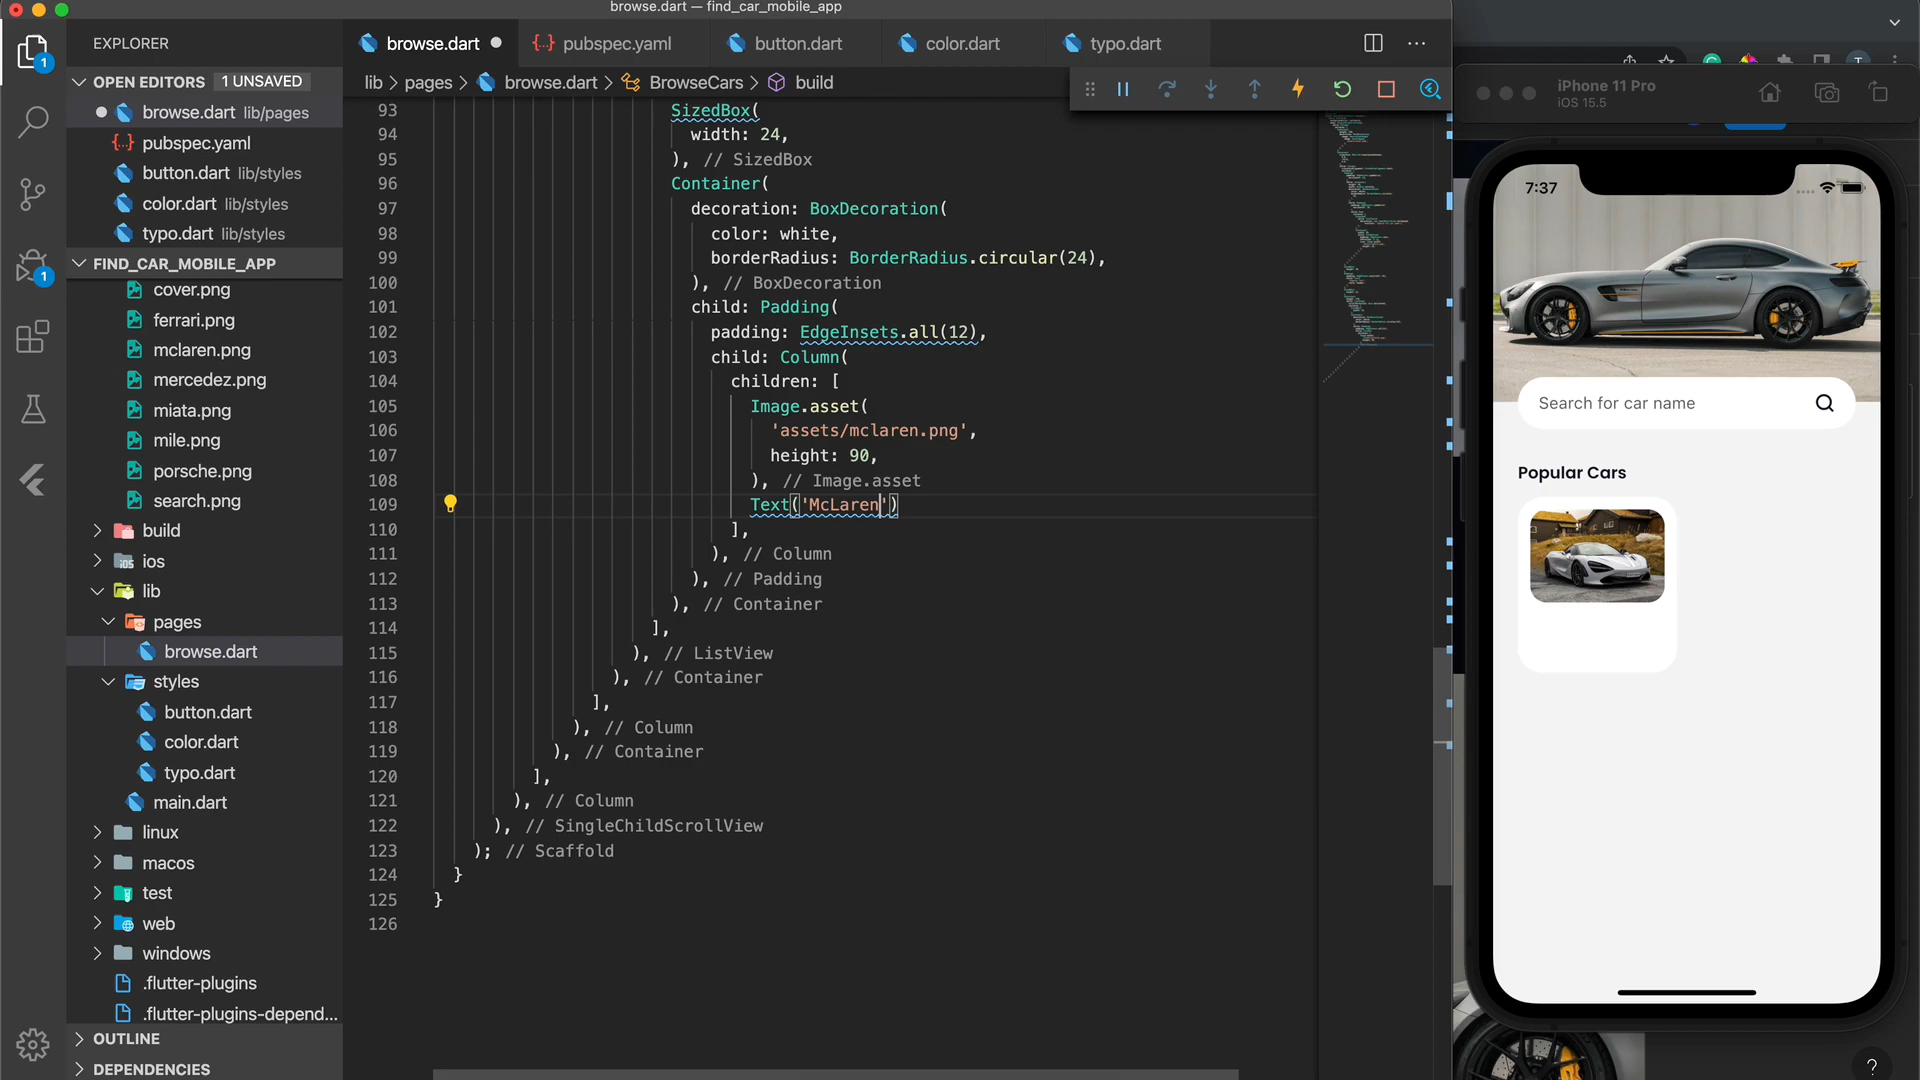 browse.dart — find_car_mobile_app
EXPLORER
OPEN EDITORS 1 UNSAVED
browse.dart lib/pages
pubspec.yaml
button.dart lib/styles
color.dart lib/styles
typo.dart lib/styles
FIND_CAR_MOBILE_APP
cover.png
ferrari.png
mclaren.png
mercedez.png
miata.png
mile.png
porsche.png
search.png
build
ios
lib
pages
browse.dart
styles
button.dart
color.dart
typo.dart
main.dart
linux
macos
test
web
windows
.flutter-plugins
.flutter-plugins-depend...
OUTLINE
DEPENDENCIES
1
1
browse.dart
pubspec.yaml
button.dart
color.dart
typo.dart
lib > pages > browse.dart > BrowseCars > build
93 SizedBox(
94 width: 24,
95 ), // SizedBox
96 Container(
97 decoration: BoxDecoration(
98 color: white,
99 borderRadius: BorderRadius.circular(24),
100 ), // BoxDecoration
101 child: Padding(
102 padding: EdgeInsets.all(12),
103 child: Column(
104 children: [
105 Image.asset(
106 'assets/mclaren.png',
107 height: 90,
108 ), // Image.asset
109 Text('McLaren')
110 ],
111 ), // Column
112 ), // Padding
113 ), // Container
114 ],
115 ), // ListView
116 ), // Container
117 ],
118 ), // Column
119 ), // Container
120 ],
121 ), // Column
122 ), // SingleChildScrollView
123 ); // Scaffold
124 }
125 }
126
iPhone 11 Pro
iOS 15.5
7:37
Search for car name
Popular Cars
?